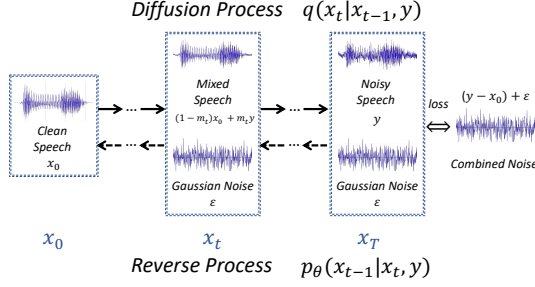 Diffusion Process q(x_t|x_{t-1}, y)
Clean
Speech
x_0
Mixed
Speech
(1 − m_t)x_0 + m_t y
Gaussian Noise
ε
Noisy
Speech
y
Gaussian Noise
ε
loss
(y − x_0) + ε
Combined Noise
...
...
...
...
x_0 x_t x_T
Reverse Process p_θ(x_{t-1}|x_t, y)